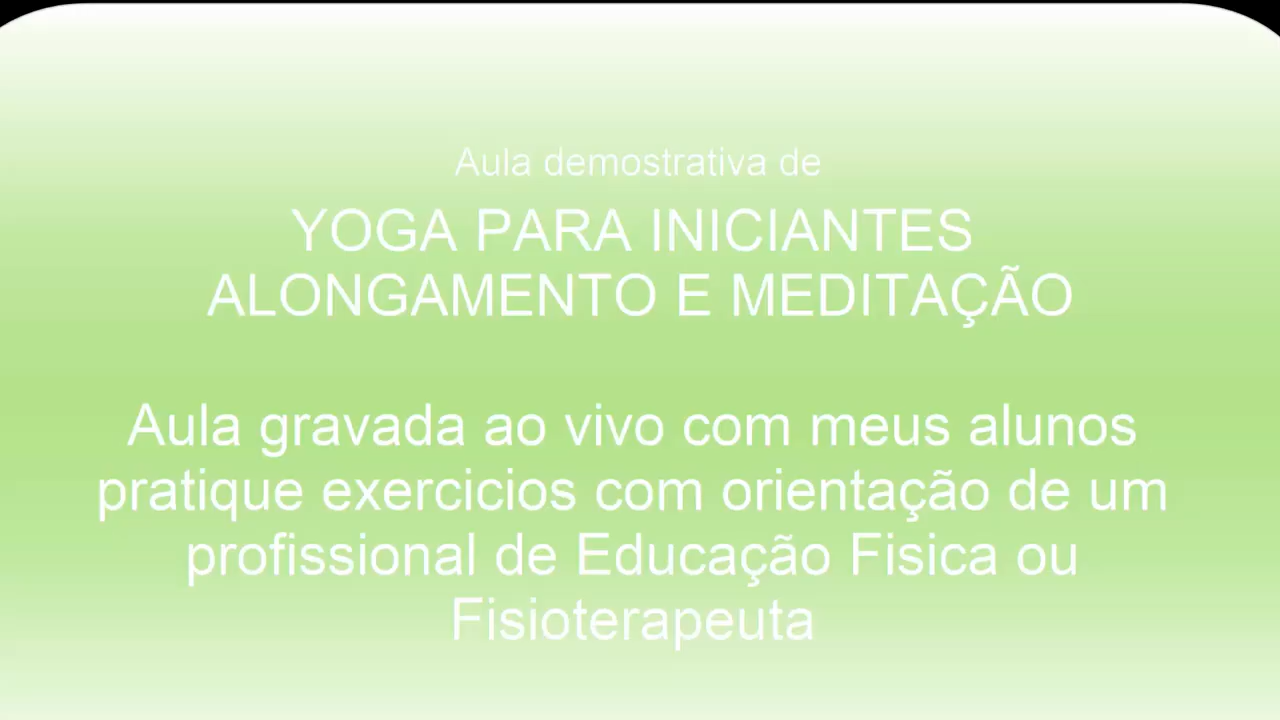 Aula demostrativa de
YOGA PARA INICIANTES
ALONGAMENTO E MEDITAÇÃO
Aula gravada ao vivo com meus alunos
pratique exercicios com orientação de um
profissional de Educação Fisica ou
Fisioterapeuta